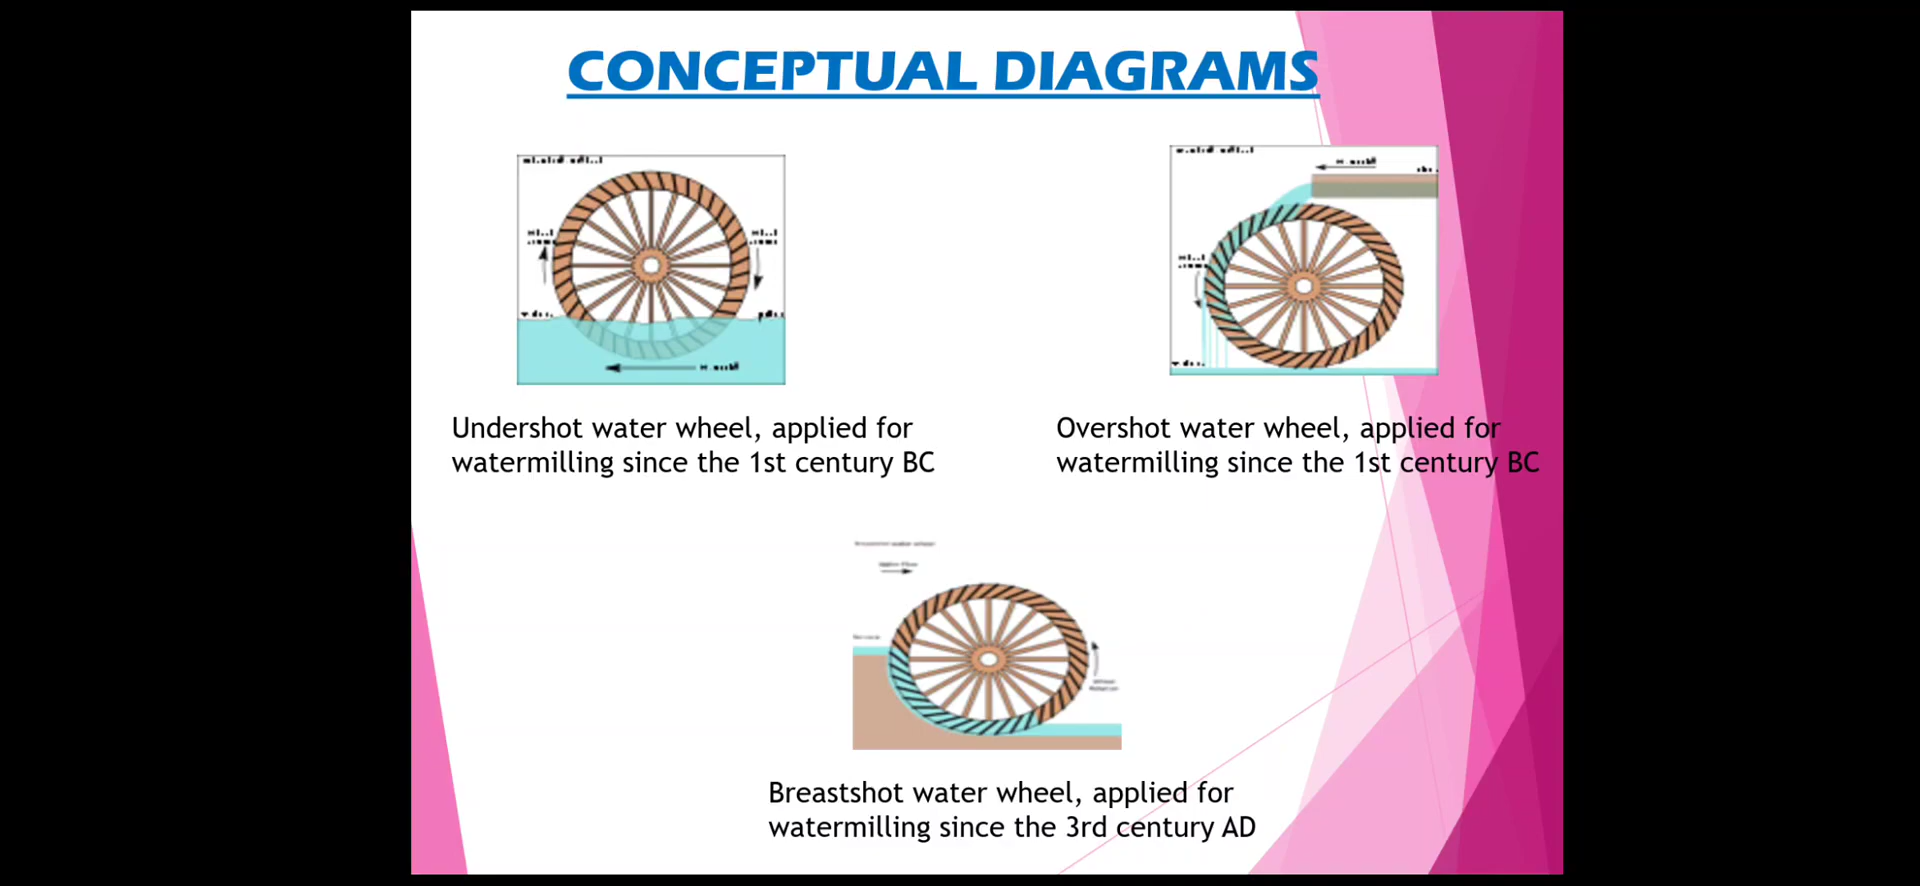 CONCEPTUAL DIAGRAMS
Undershot water wheel, applied for
watermilling since the 1st century BC
Overshot water wheel, applied for
watermilling since the 1st century BC
Breastshot water wheel, applied for
watermilling since the 3rd century AD